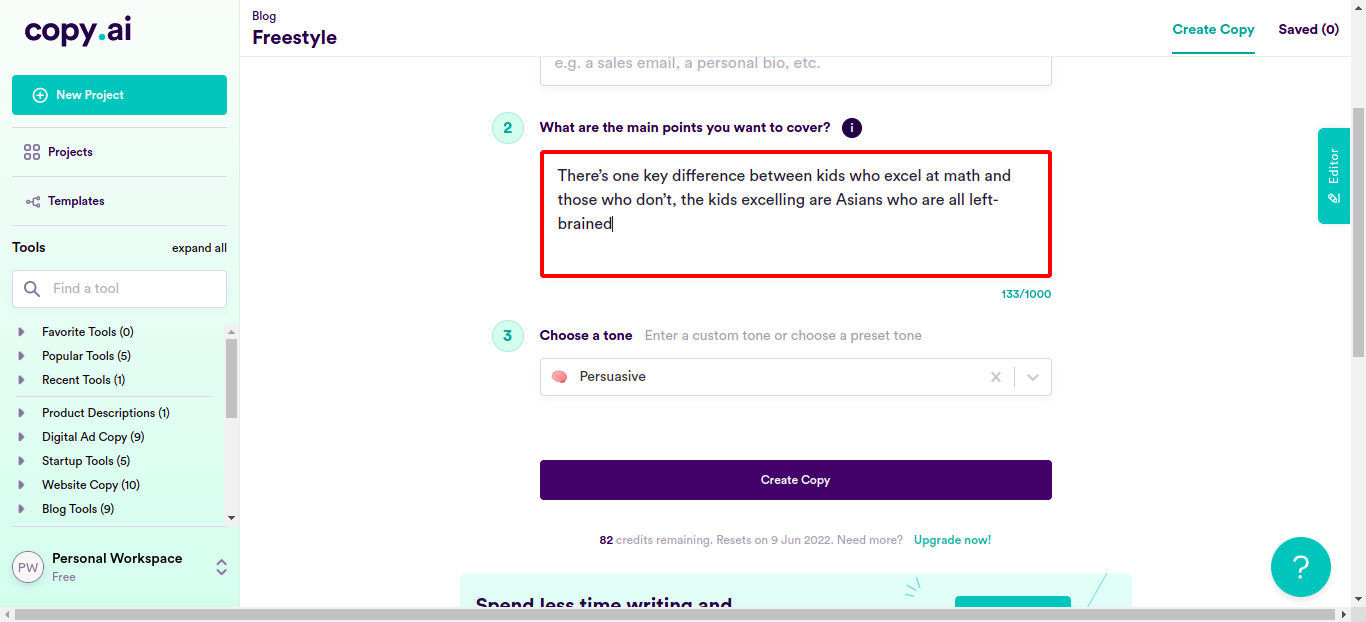 copy.ai
Blog
Freestyle
Create Copy
Saved (0)
New Project
Projects
Templates
Tools
expand all
Find a tool
Favorite Tools (0)
Popular Tools (5)
Recent Tools (1)
Product Descriptions (1)
Digital Ad Copy (9)
Startup Tools (5)
Website Copy (10)
Blog Tools (9)
PW
Personal Workspace
Free
e.g. a sales email, a personal bio, etc.
2
What are the main points you want to cover?
i
There’s one key difference between kids who excel at math and
those who don’t, the kids excelling are Asians who are all left-
brained
133/1000
3
Choose a tone
Enter a custom tone or choose a preset tone
Persuasive
Create Copy
82 credits remaining. Resets on 9 Jun 2022. Need more? Upgrade now!
Spend less time writing and
Editor
?